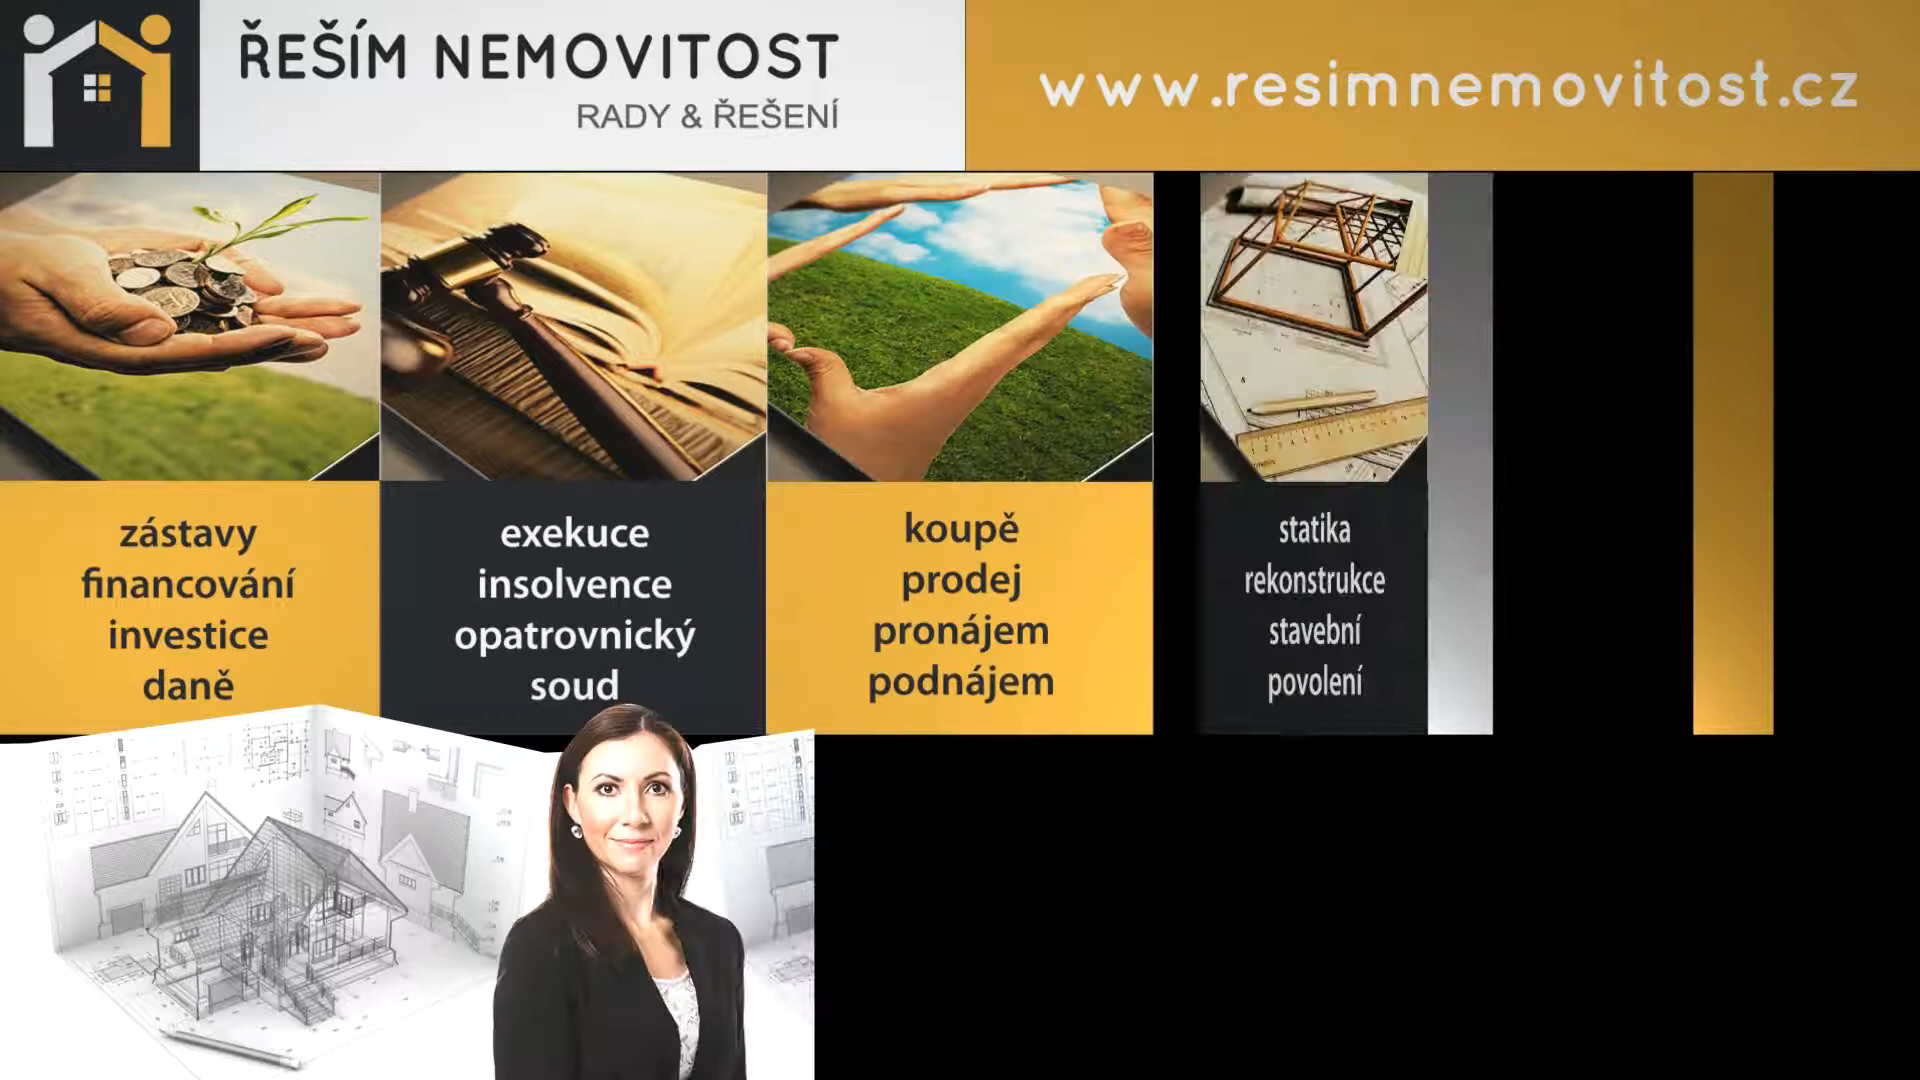 ŘEŠÍM NEMOVITOST
RADY & ŘEŠENÍ
www.resimnemovitost.cz
zástavy
financování
investice
daně
exekuce
insolvence
opatrovnický
soud
koupě
prodej
pronájem
podnájem
statika
rekonstrukce
stavební
povolení